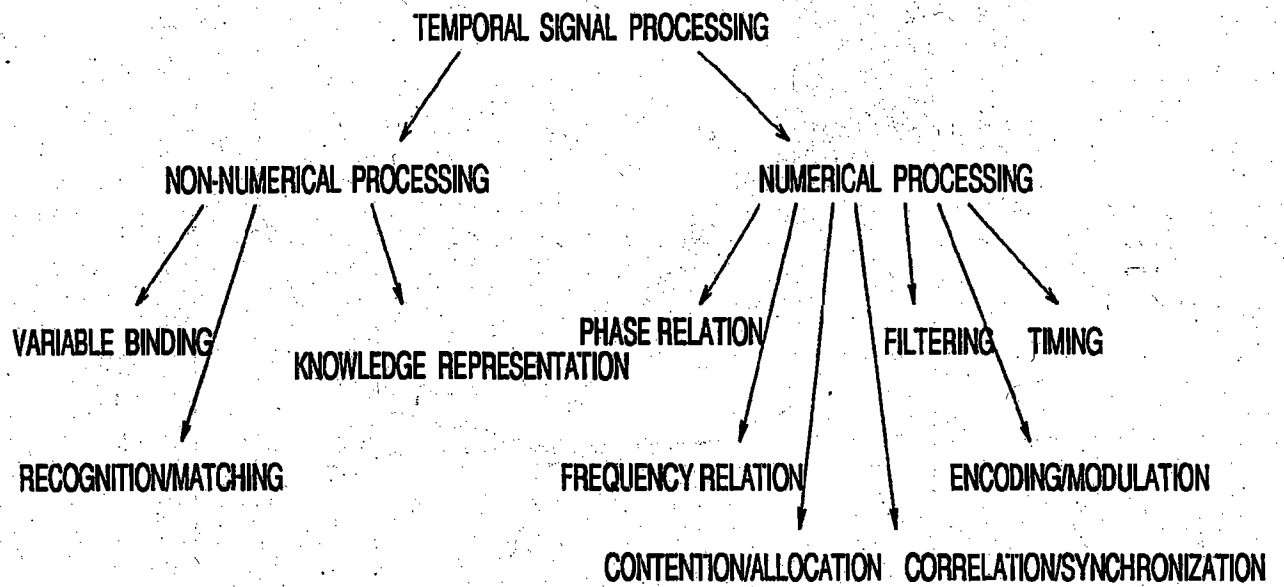 TEMPORAL SIGNAL PROCESSING
NON-NUMERICAL PROCESSING
NUMERICAL PROCESSING
VARIABLE BINDING
KNOWLEDGE REPRESENTATION
PHASE RELATION
FILTERING
TIMING
RECOGNITION/MATCHING
FREQUENCY RELATION
ENCODING/MODULATION
CONTENTION/ALLOCATION
CORRELATION/SYNCHRONIZATION